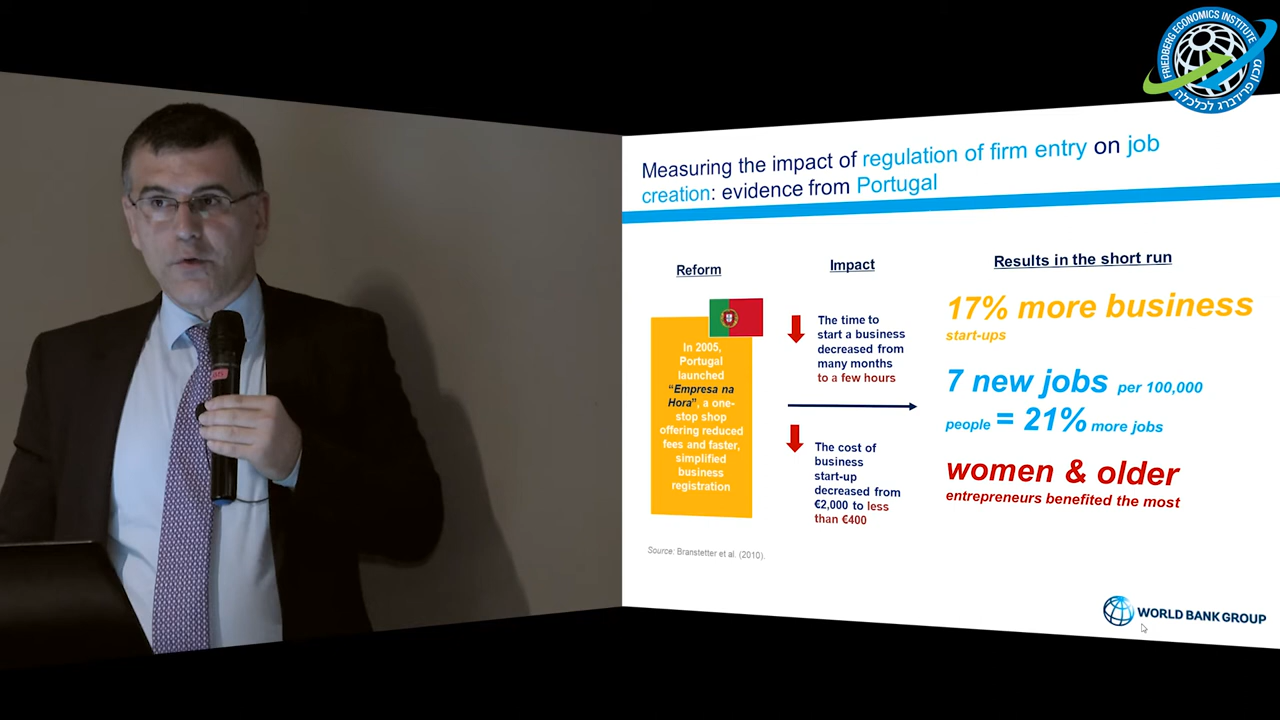 FRIEDBERG ECONOMICS INSTITUTE
מכון פרידברג לכלכלה
Measuring the impact of regulation of firm entry on job
creation: evidence from Portugal
Reform
In 2005,
Portugal
launched
“Empresa na
Hora”, a one-
stop shop
offering reduced
fees and faster,
simplified
business
registration
Impact
The time to
start a business
decreased from
many months
to a few hours
The cost of
business
start-up
decreased from
€2,000 to less
than €400
Results in the short run
17% more business
start-ups
7 new jobs per 100,000
people = 21% more jobs
women & older
entrepreneurs benefited the most
Source: Branstetter et al. (2010).
WORLD BANK GROUP